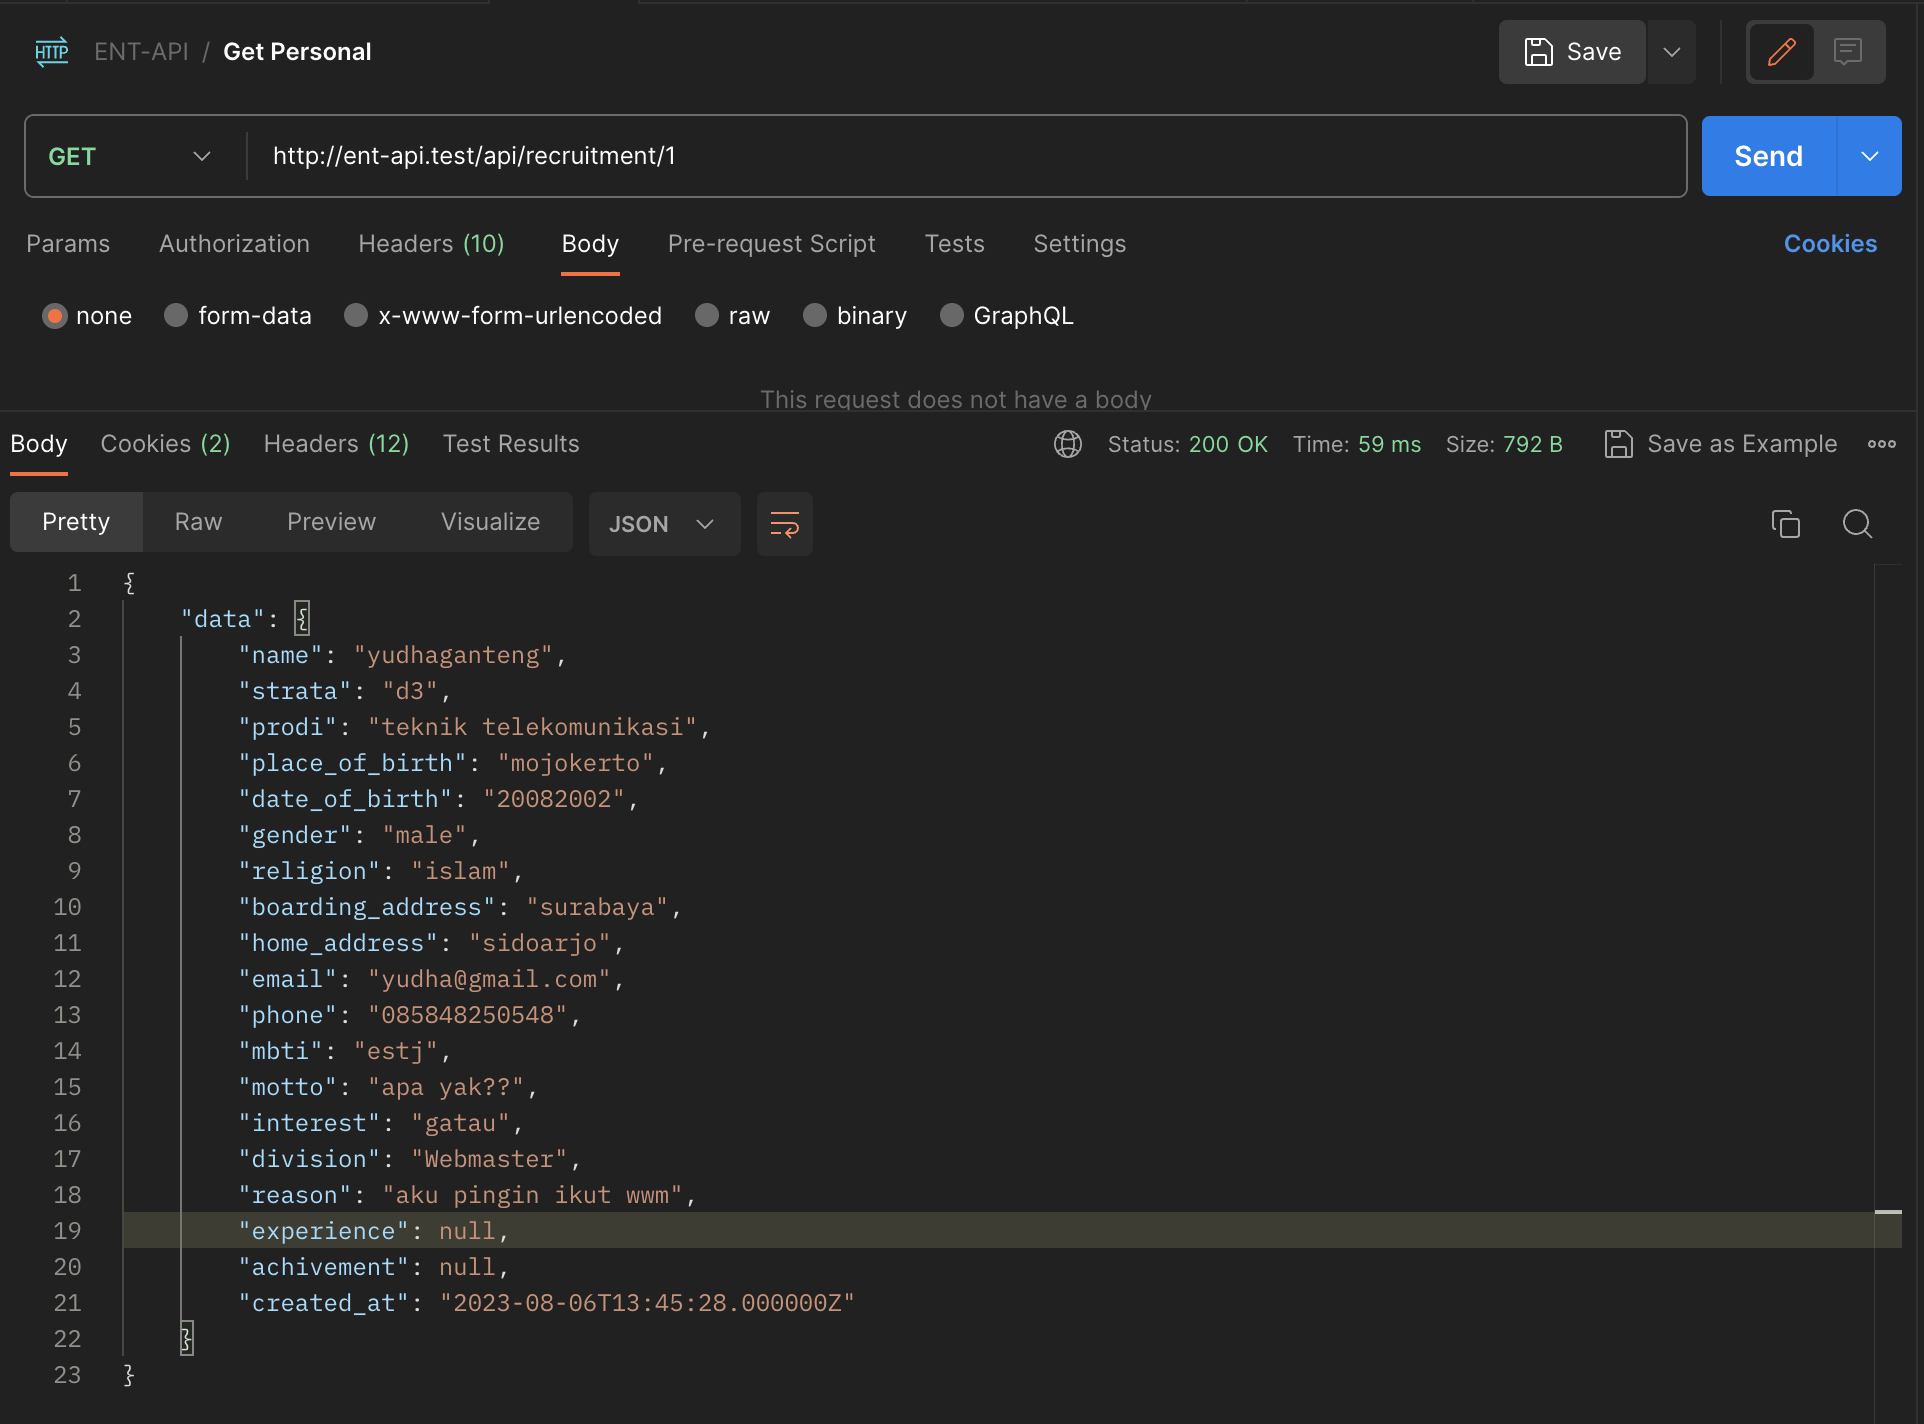 HTTP ENT-API / Get Personal Save
GET http://ent-api.test/api/recruitment/1 Send
Params Authorization Headers (10) Body Pre-request Script Tests Settings Cookies
none form-data x-www-form-urlencoded raw binary GraphQL
This request does not have a body
Body Cookies (2) Headers (12) Test Results Status: 200 OK Time: 59 ms Size: 792 B Save as Example
Pretty Raw Preview Visualize JSON
1 {
2 "data": {
3 "name": "yudhaganteng",
4 "strata": "d3",
5 "prodi": "teknik telekomunikasi",
6 "place_of_birth": "mojokerto",
7 "date_of_birth": "20082002",
8 "gender": "male",
9 "religion": "islam",
10 "boarding_address": "surabaya",
11 "home_address": "sidoarjo",
12 "email": "yudha@gmail.com",
13 "phone": "085848250548",
14 "mbti": "estj",
15 "motto": "apa yak??",
16 "interest": "gatau",
17 "division": "Webmaster",
18 "reason": "aku pingin ikut wwm",
19 "experience": null,
20 "achivement": null,
21 "created_at": "2023-08-06T13:45:28.000000Z"
22 }
23 }